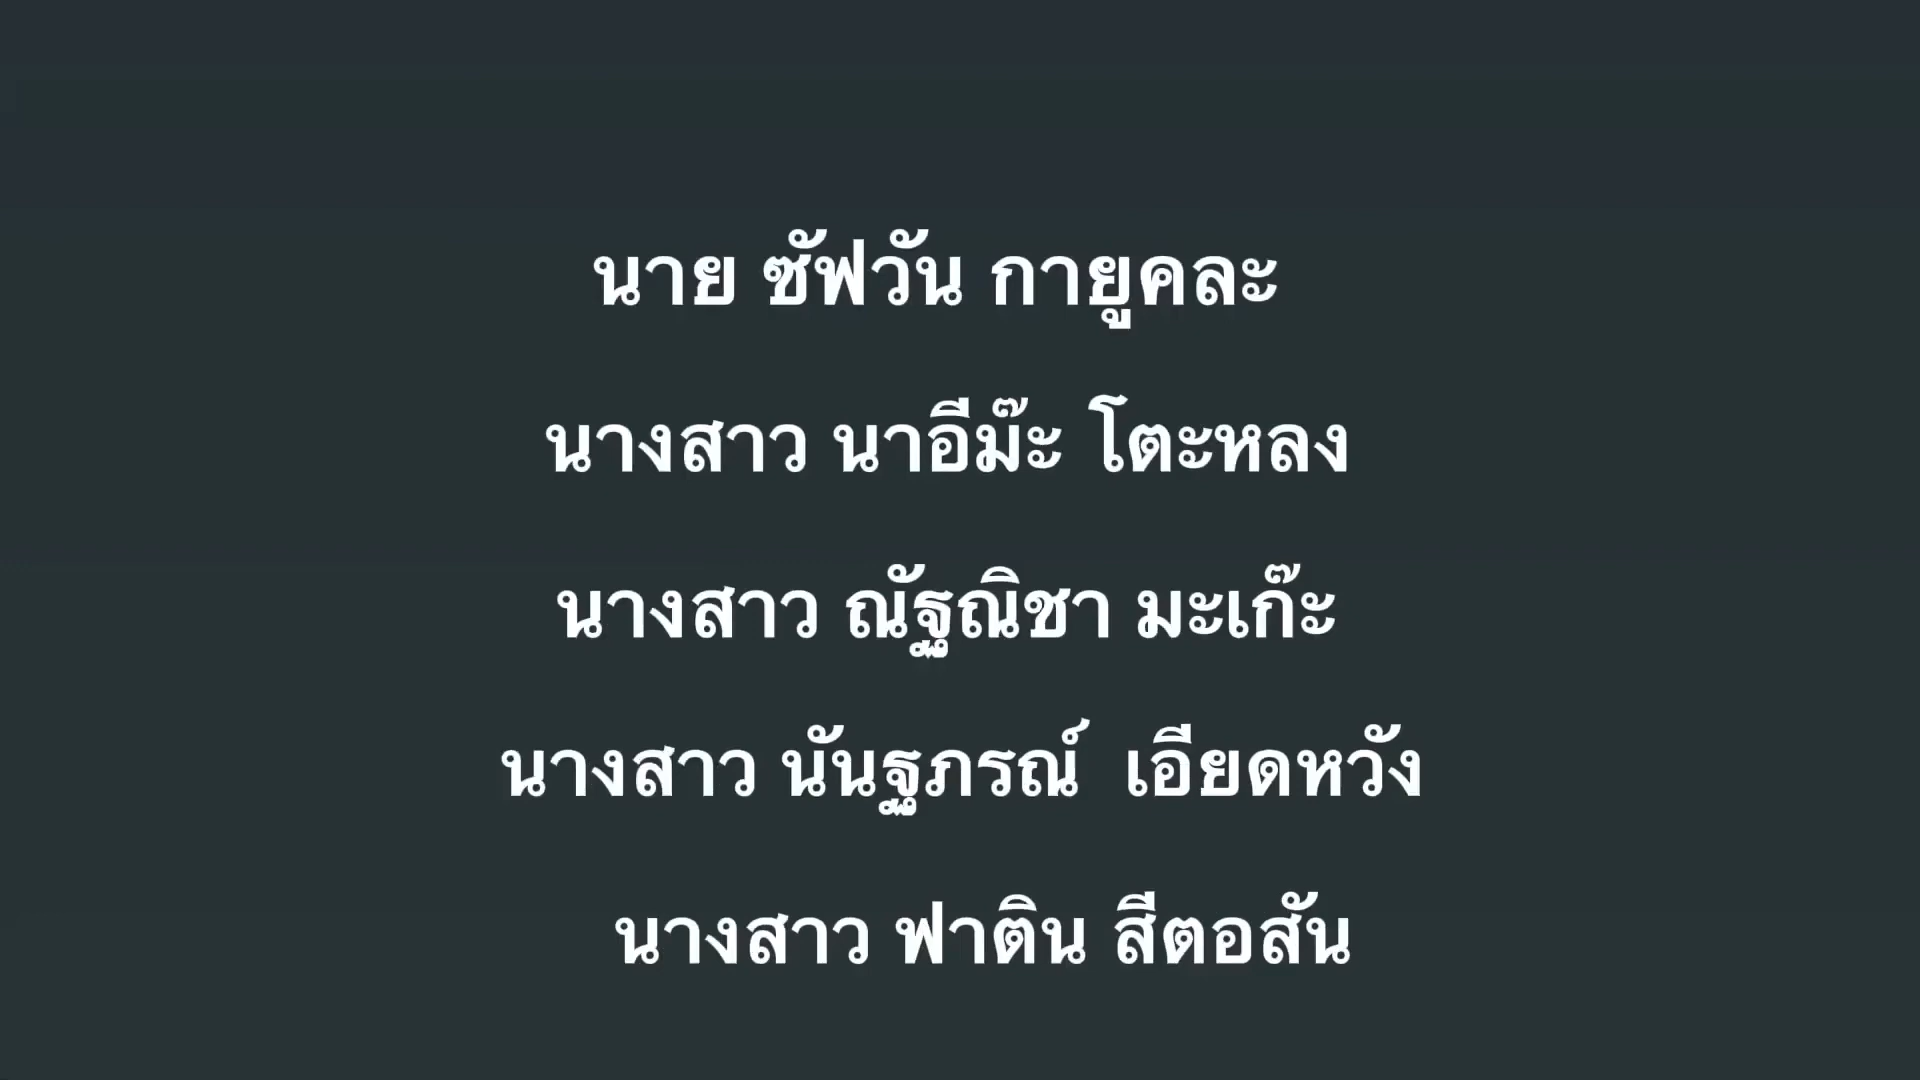 นาย ซัฟวัน กายูคละ
นางสาว นาอีม๊ะ โต๊ะหลง
นางสาว ณัฐณิชา มะเก๊ะ
นางสาว นันฐภรณ์ เอียดหวัง
นางสาว ฟาติน สีตอสัน